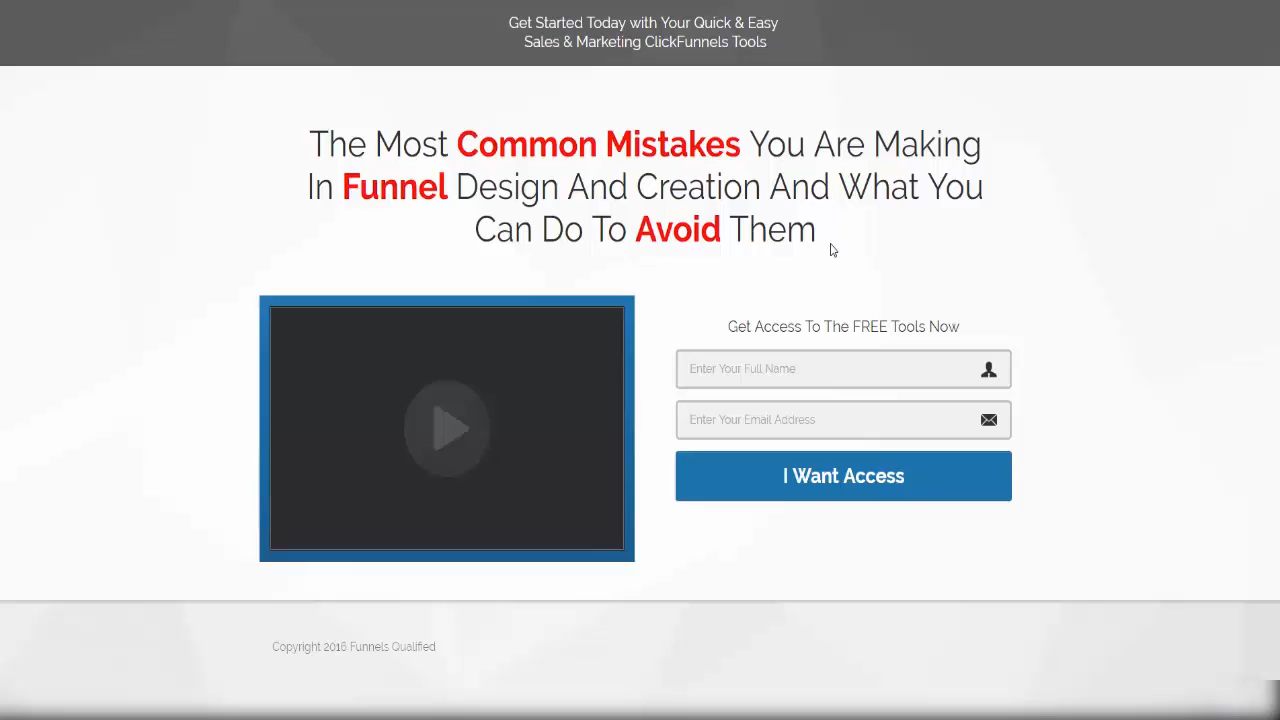 Get Started Today with Your Quick & Easy
Sales & Marketing ClickFunnels Tools
The Most Common Mistakes You Are Making
In Funnel Design And Creation And What You
Can Do To Avoid Them
Get Access To The FREE Tools Now
Enter Your Full Name
Enter Your Email Address
I Want Access
Copyright 2016 Funnels Qualified